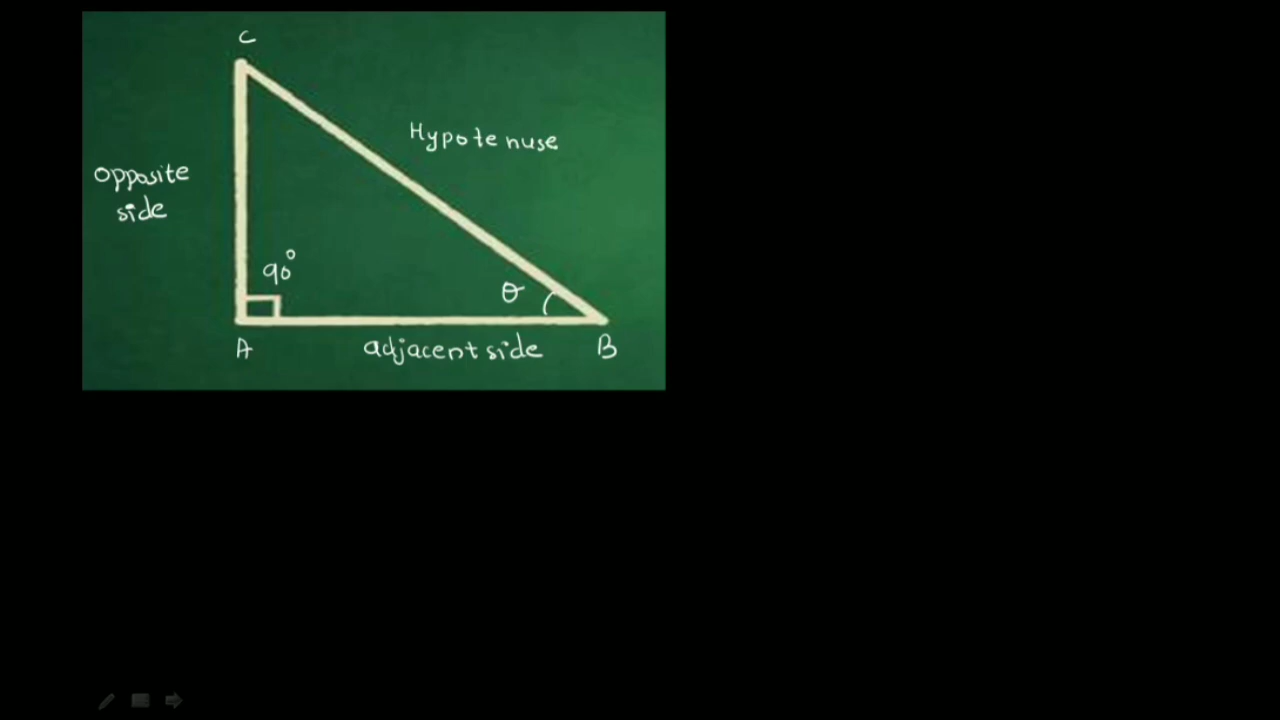 C
Hypotenuse
opposite
side
90°
θ
A
adjacent side
B